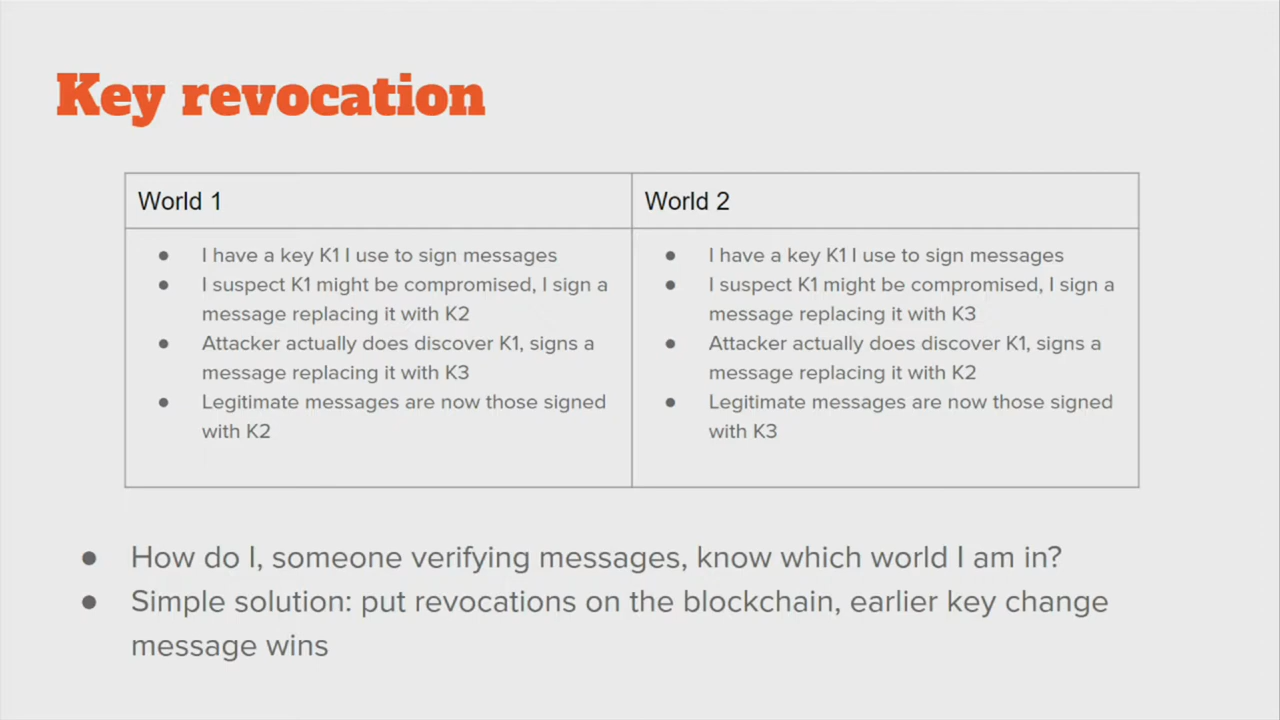 Key revocation
World 1
World 2
● I have a key K1 I use to sign messages
● I suspect K1 might be compromised, I sign a
message replacing it with K2
● Attacker actually does discover K1, signs a
message replacing it with K3
● Legitimate messages are now those signed
with K2
● I have a key K1 I use to sign messages
● I suspect K1 might be compromised, I sign a
message replacing it with K3
● Attacker actually does discover K1, signs a
message replacing it with K2
● Legitimate messages are now those signed
with K3
● How do I, someone verifying messages, know which world I am in?
● Simple solution: put revocations on the blockchain, earlier key change
message wins